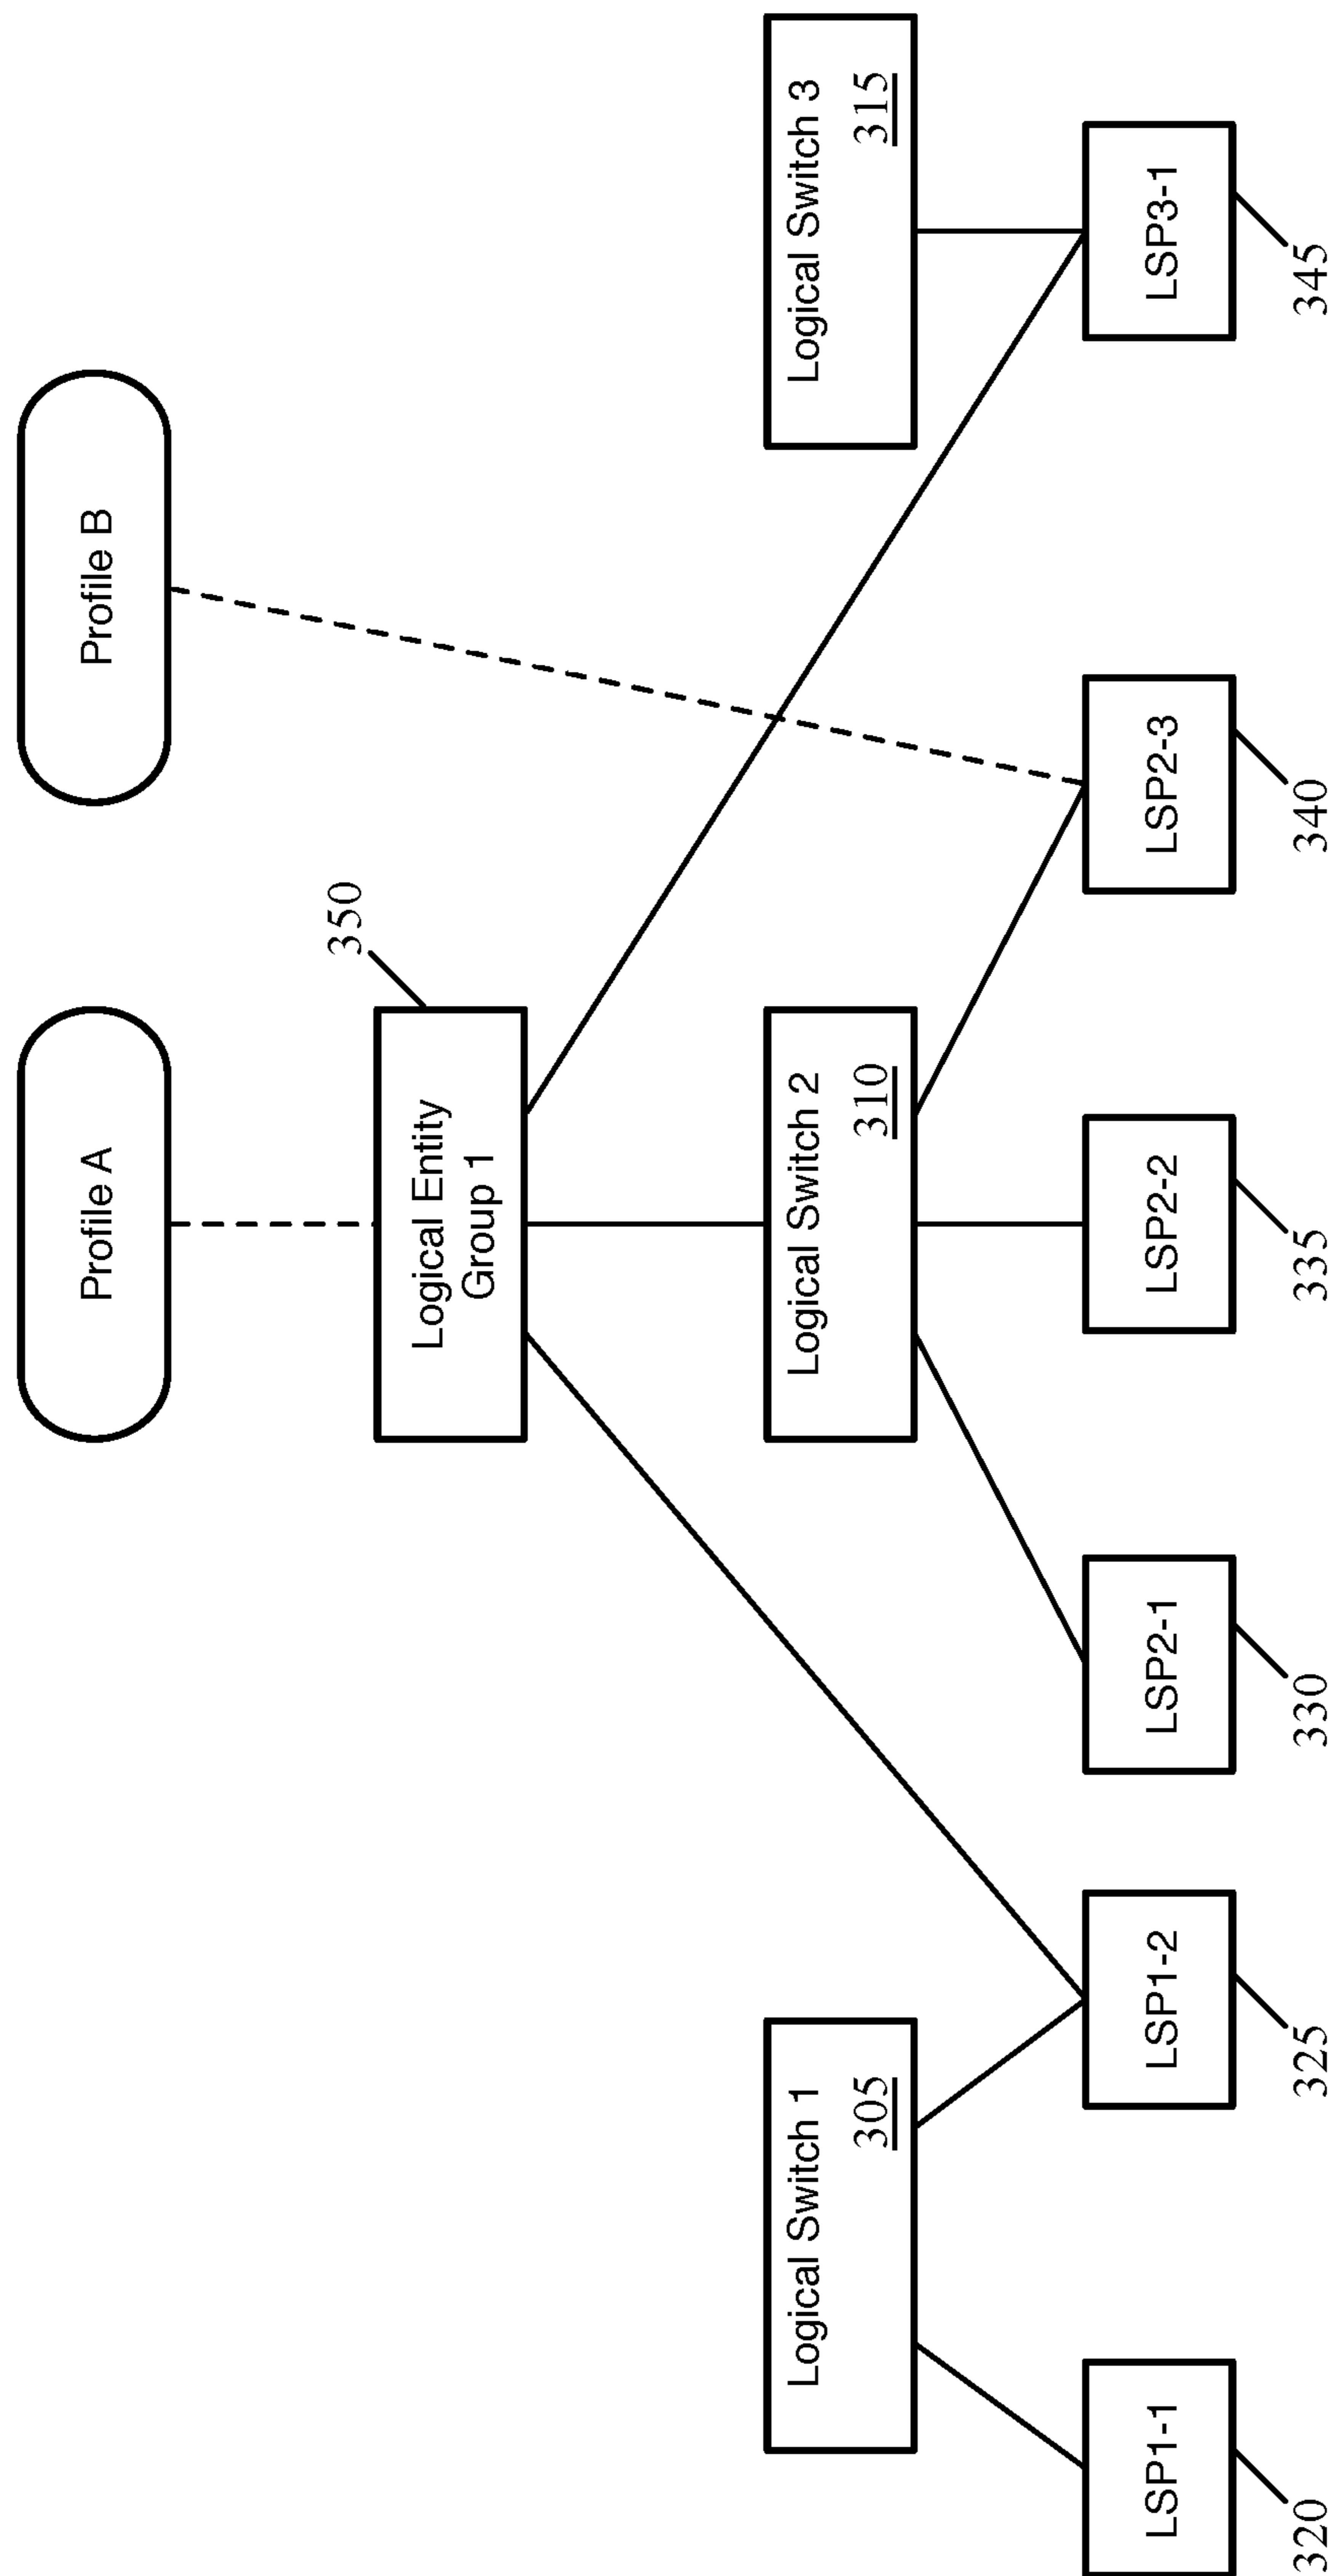 Profile A
Profile B
350
Logical Entity
Group 1
Logical Switch 1
305
Logical Switch 2
310
Logical Switch 3
315
LSP1-1
LSP1-2
LSP2-1
LSP2-2
LSP2-3
LSP3-1
320
325
330
335
340
345